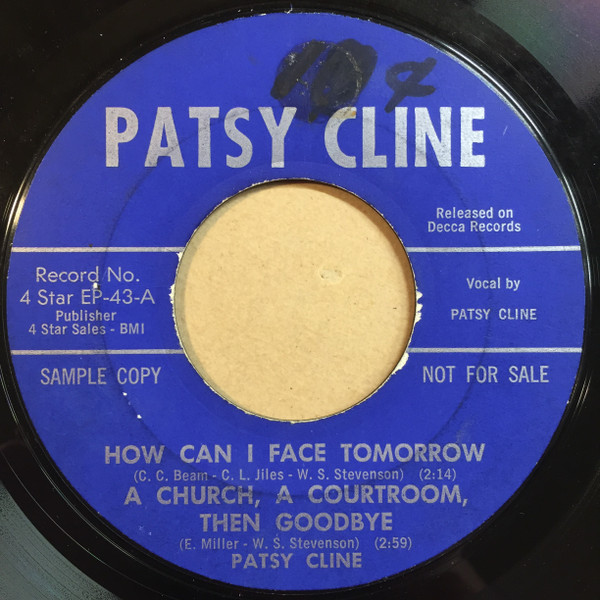 10¢
PATSY CLINE
Released on
Decca Records
Record No.
4 Star EP-43-A
Publisher
4 Star Sales - BMI
Vocal by
PATSY CLINE
SAMPLE COPY
NOT FOR SALE
HOW CAN I FACE TOMORROW
(C. C. Beam - C. L. Jiles - W. S. Stevenson) (2:14)
A CHURCH, A COURTROOM,
THEN GOODBYE
(E. Miller - W. S. Stevenson) (2:59)
PATSY CLINE